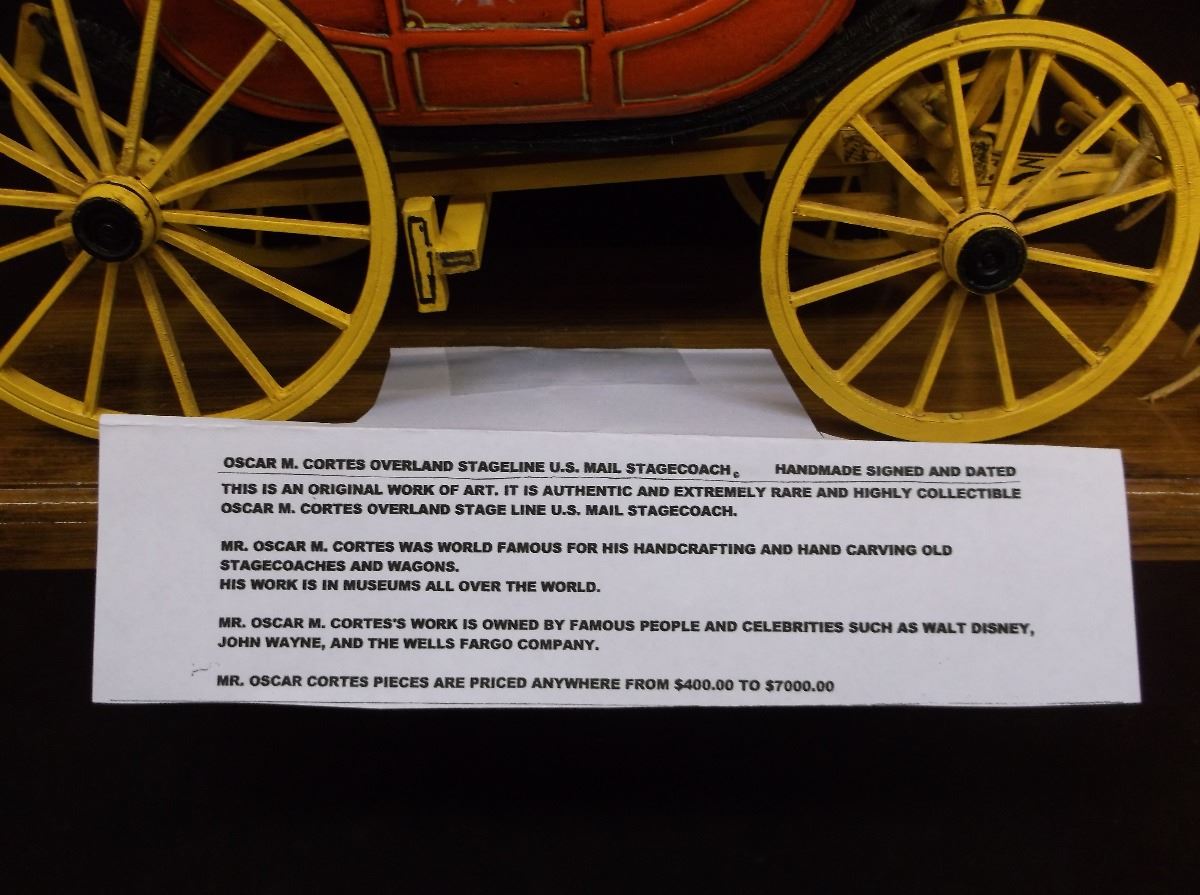 OSCAR M. CORTES OVERLAND STAGELINE U.S. MAIL STAGECOACH. HANDMADE SIGNED AND DATED
THIS IS AN ORIGINAL WORK OF ART. IT IS AUTHENTIC AND EXTREMELY RARE AND HIGHLY COLLECTIBLE
OSCAR M. CORTES OVERLAND STAGE LINE U.S. MAIL STAGECOACH.
MR. OSCAR M. CORTES WAS WORLD FAMOUS FOR HIS HANDCRAFTING AND HAND CARVING OLD
STAGECOACHES AND WAGONS.
HIS WORK IS IN MUSEUMS ALL OVER THE WORLD.
MR. OSCAR M. CORTES'S WORK IS OWNED BY FAMOUS PEOPLE AND CELEBRITIES SUCH AS WALT DISNEY,
JOHN WAYNE, AND THE WELLS FARGO COMPANY.
MR. OSCAR CORTES PIECES ARE PRICED ANYWHERE FROM $400.00 TO $7000.00